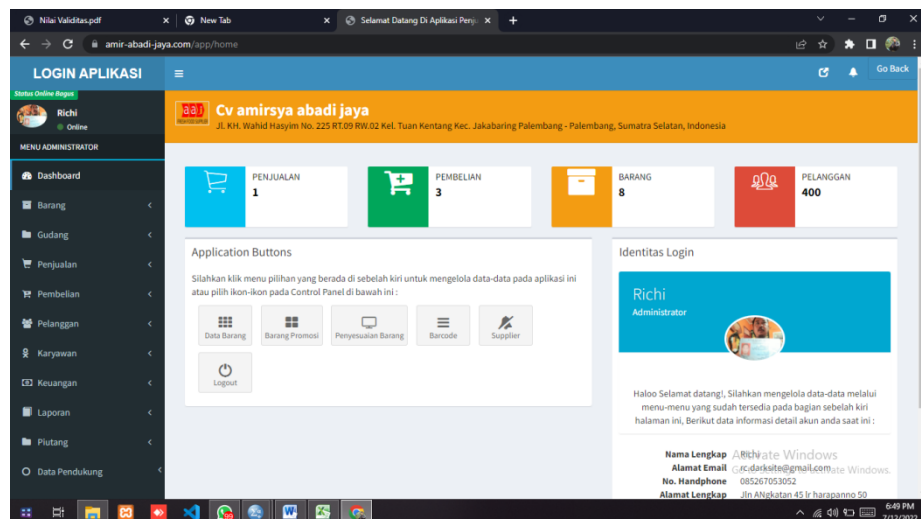 Nilai Validitas.pdf
New Tab
Selamat Datang Di Aplikasi Penju
amir-abadi-jaya.com/app/home
LOGIN APLIKASI
Go Back
Status Online Bagus
Richi
Online
Cv amirsya abadi jaya
Jl. KH. Wahid Hasyim No. 225 RT.09 RW.02 Kel. Tuan Kentang Kec. Jakabaring Palembang - Palembang, Sumatra Selatan, Indonesia
MENU ADMINISTRATOR
Dashboard
Barang
Gudang
Penjualan
Pembelian
Pelanggan
Karyawan
Keuangan
Laporan
Piutang
Data Pendukung
PENJUALAN
1
PEMBELIAN
3
BARANG
8
PELANGGAN
400
Application Buttons
Silahkan klik menu pilihan yang berada di sebelah kiri untuk mengelola data-data pada aplikasi ini
atau pilih ikon-ikon pada Control Panel di bawah ini :
Data Barang
Barang Promosi
Penyesuaian Barang
Barcode
Supplier
Logout
Identitas Login
Richi
Administrator
Haloo Selamat datang!, Silahkan mengelola data-data melalui
menu-menu yang sudah tersedia pada bagian sebelah kiri
halaman ini, Berikut data informasi detail akun anda saat ini :
Nama Lengkap Richi
Alamat Email rc.darksite@gmail.com
No. Handphone 085267053052
Alamat Lengkap Jln ANgkatan 45 lr harapanno 50
Activate Windows
Go to Settings to activate Windows.
6:49 PM